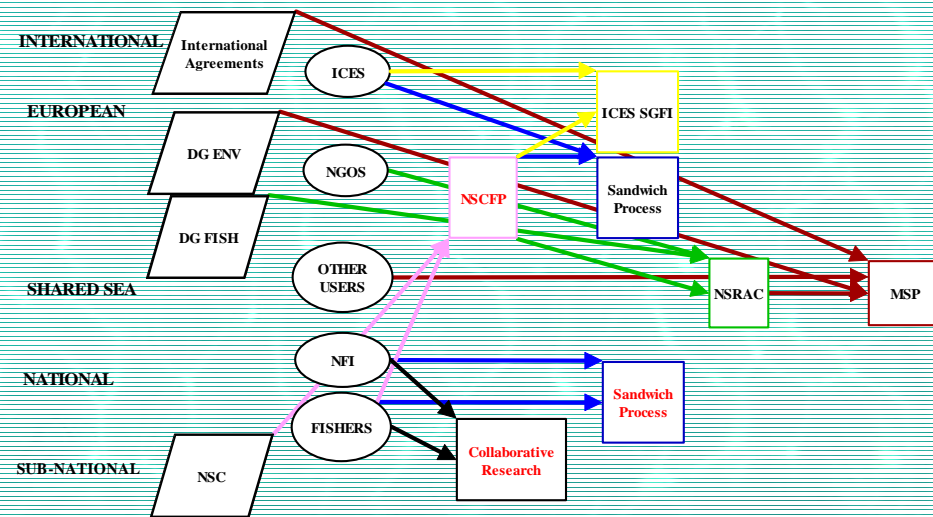 INTERNATIONAL
International
Agreements
ICES
ICES SGFI
EUROPEAN
DG ENV
NGOS
NSCFP
Sandwich
Process
DG FISH
OTHER
USERS
SHARED SEA
NSRAC
MSP
NFI
NATIONAL
Sandwich
Process
FISHERS
Collaborative
Research
SUB-NATIONAL
NSC